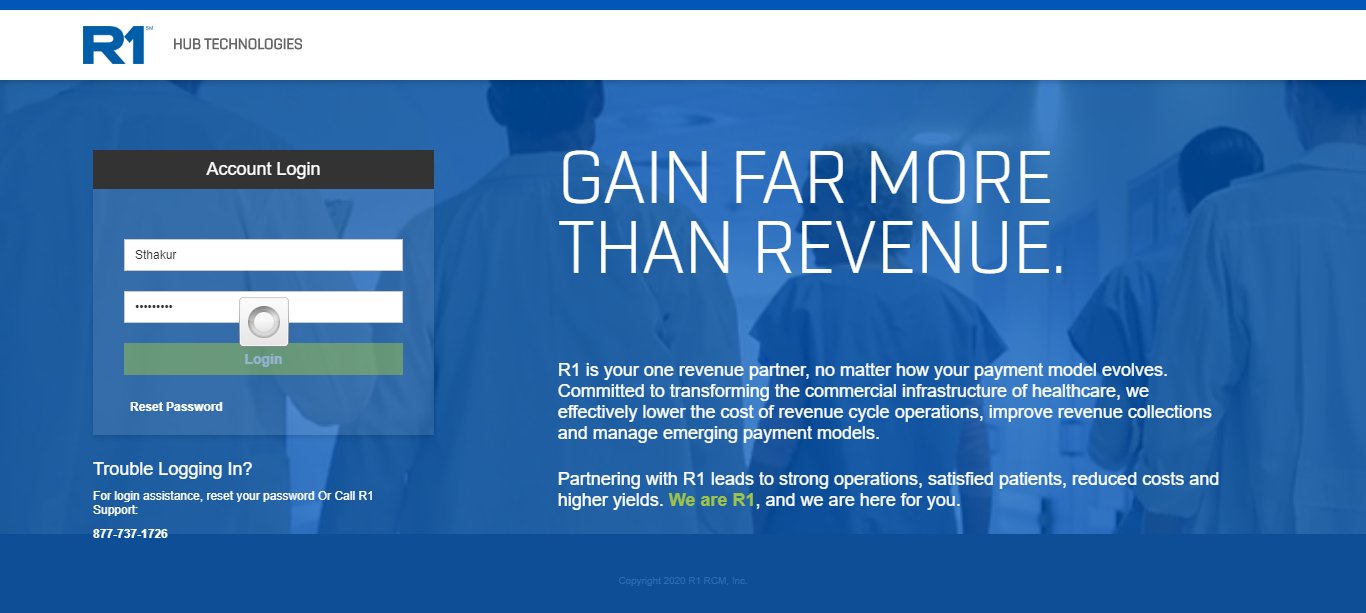 R1 SM
HUB TECHNOLOGIES
Account Login
Sthakur
•••••••••
Login
Reset Password
Trouble Logging In?
For login assistance, reset your password Or Call R1
Support:
877-737-1726
GAIN FAR MORE
THAN REVENUE.
R1 is your one revenue partner, no matter how your payment model evolves.
Committed to transforming the commercial infrastructure of healthcare, we
effectively lower the cost of revenue cycle operations, improve revenue collections
and manage emerging payment models.
Partnering with R1 leads to strong operations, satisfied patients, reduced costs and
higher yields. We are R1, and we are here for you.
Copyright 2020 R1 RCM, Inc.